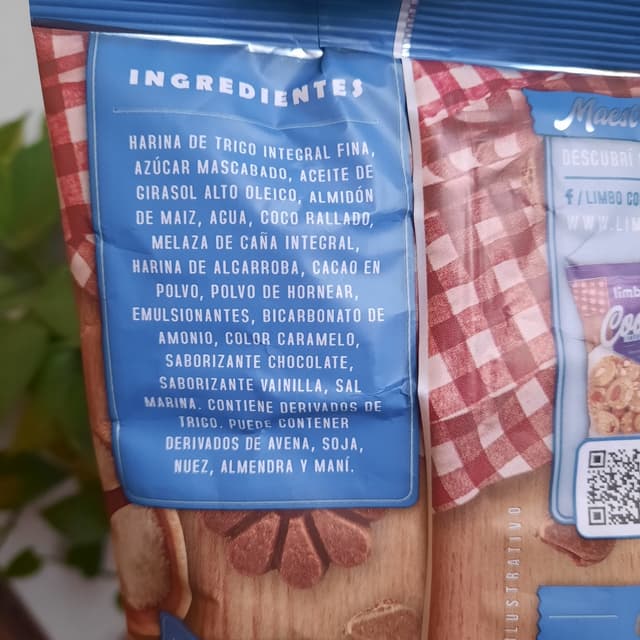 INGREDIENTES
HARINA DE TRIGO INTEGRAL FINA,
AZÚCAR MASCABADO, ACEITE DE
GIRASOL ALTO OLEICO, ALMIDÓN
DE MAIZ, AGUA, COCO RALLADO,
MELAZA DE CAÑA INTEGRAL,
HARINA DE ALGARROBA, CACAO EN
POLVO, POLVO DE HORNEAR,
EMULSIONANTES, BICARBONATO DE
AMONIO, COLOR CARAMELO,
SABORIZANTE CHOCOLATE,
SABORIZANTE VAINILLA, SAL
MARINA. CONTIENE DERIVADOS DE
TRIGO. PUEDE CONTENER
DERIVADOS DE AVENA, SOJA,
NUEZ, ALMENDRA Y MANÍ.
DESCUBRÍ
f / LIMBO
WWW.